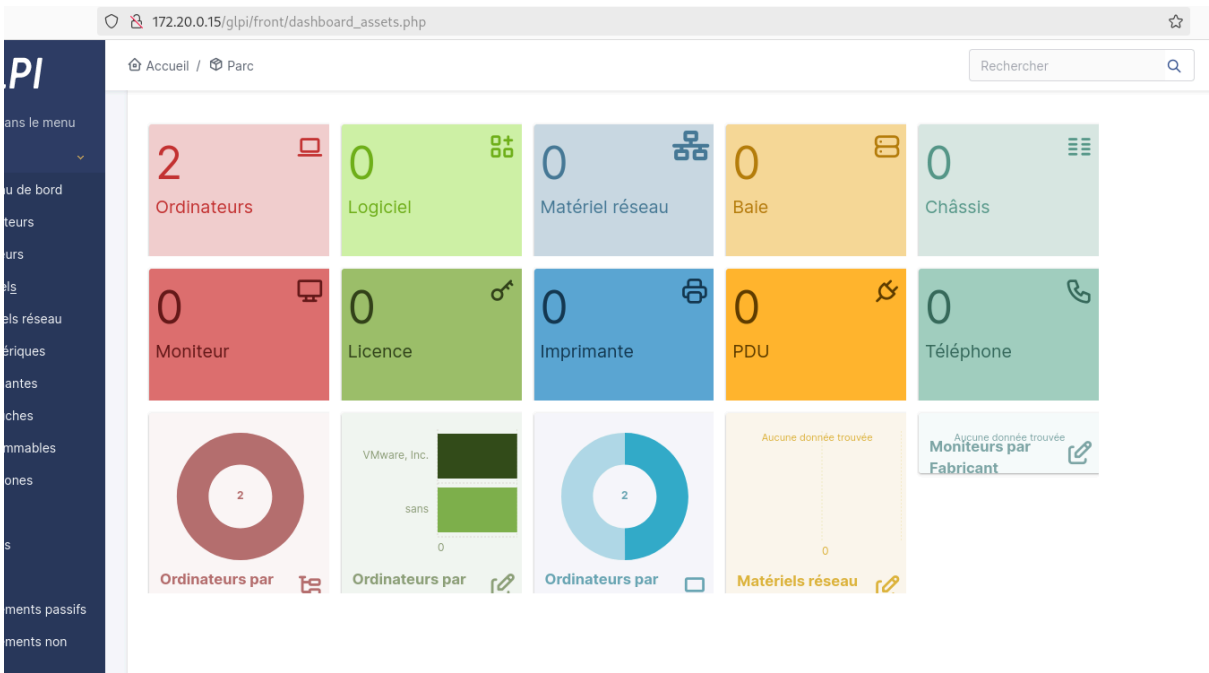 172.20.0.15/glpi/front/dashboard_assets.php
LPI
Accueil / Parc
Rechercher
ans le menu
u de bord
teurs
urs
els
els réseau
ériques
antes
ches
mmables
ones
s
ments passifs
ments non
2
Ordinateurs
0
Logiciel
0
Matériel réseau
0
Baie
0
Châssis
0
Moniteur
0
Licence
0
Imprimante
0
PDU
0
Téléphone
2
Ordinateurs par
VMware, Inc.
sans
0
Ordinateurs par
2
Ordinateurs par
Aucune donnée trouvée
0
Matériels réseau
Aucune donnée trouvée
Moniteurs par
Fabricant